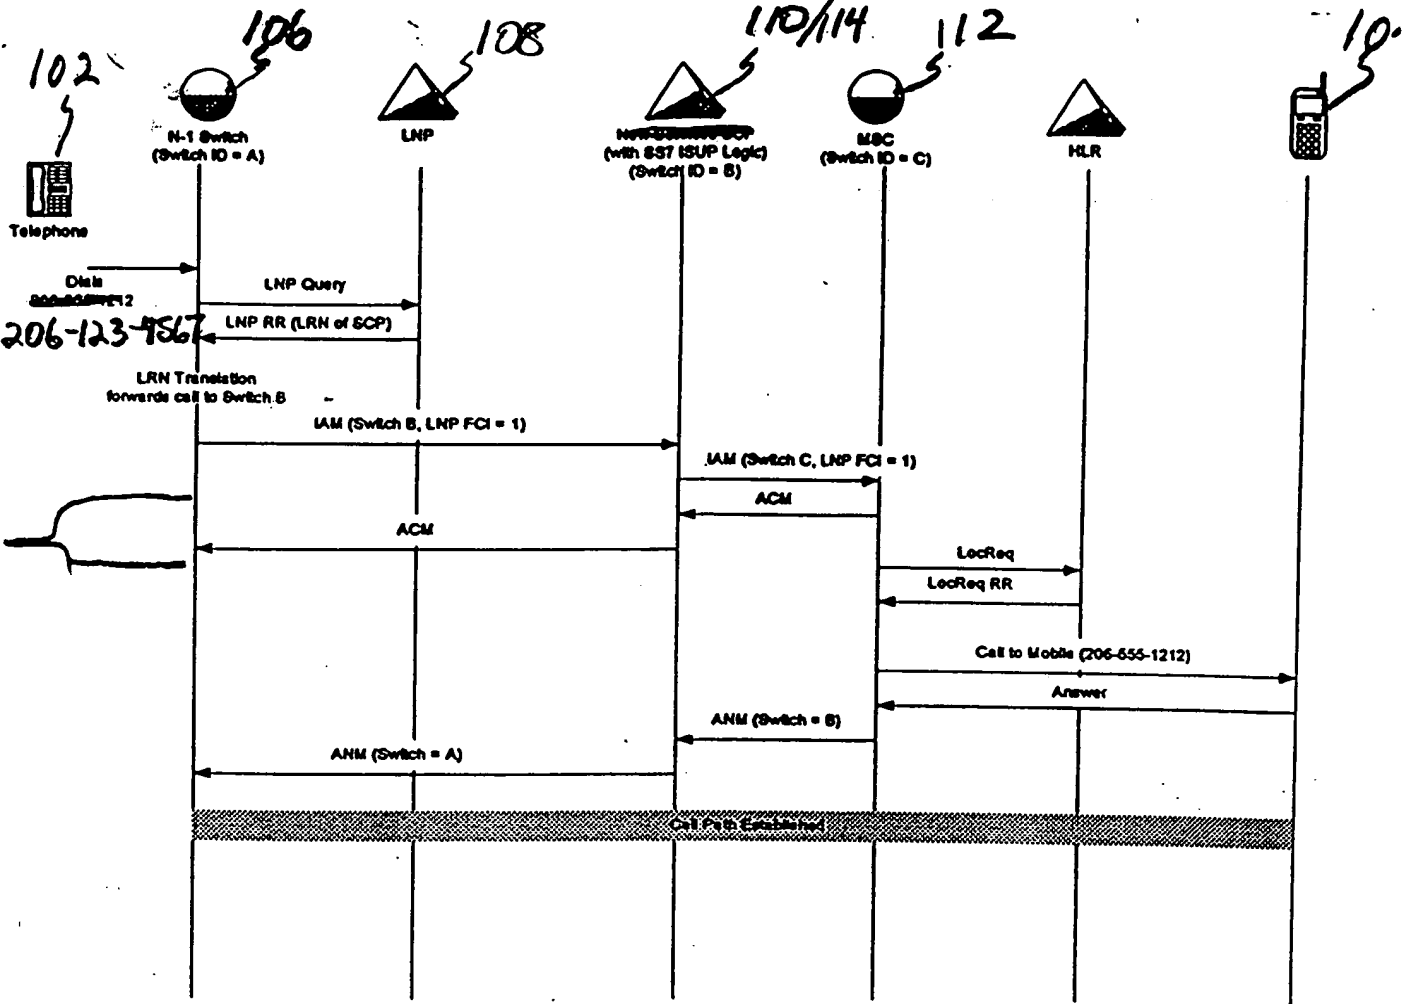 102
106
108
110/114
112
10
N-1 Switch
(Switch ID = A)
LNP
(with SS7 ISUP Logic)
(Switch ID = B)
MSC
(Switch ID = C)
HLR
Telephone
Dials
LNP Query
206-123-4567
LNP RR (LRN of SCP)
LRN Translation
forwards call to Switch B
IAM (Switch B, LNP FCI = 1)
IAM (Switch C, LNP FCI = 1)
ACM
ACM
LocReq
LocReq RR
Call to Mobile (206-555-1212)
Answer
ANM (Switch = B)
ANM (Switch = A)
Call Path Established